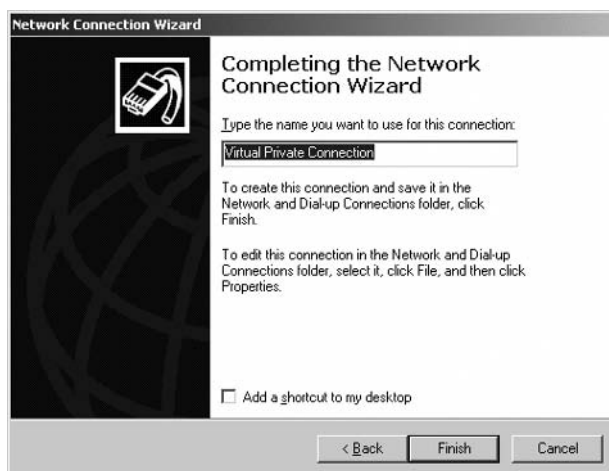 Network Connection Wizard
Completing the Network
Connection Wizard
Type the name you want to use for this connection:
Virtual Private Connection
To create this connection and save it in the
Network and Dial-up Connections folder, click
Finish.
To edit this connection in the Network and Dial-up
Connections folder, select it, click File, and then click
Properties.
Add a shortcut to my desktop
< Back
Finish
Cancel